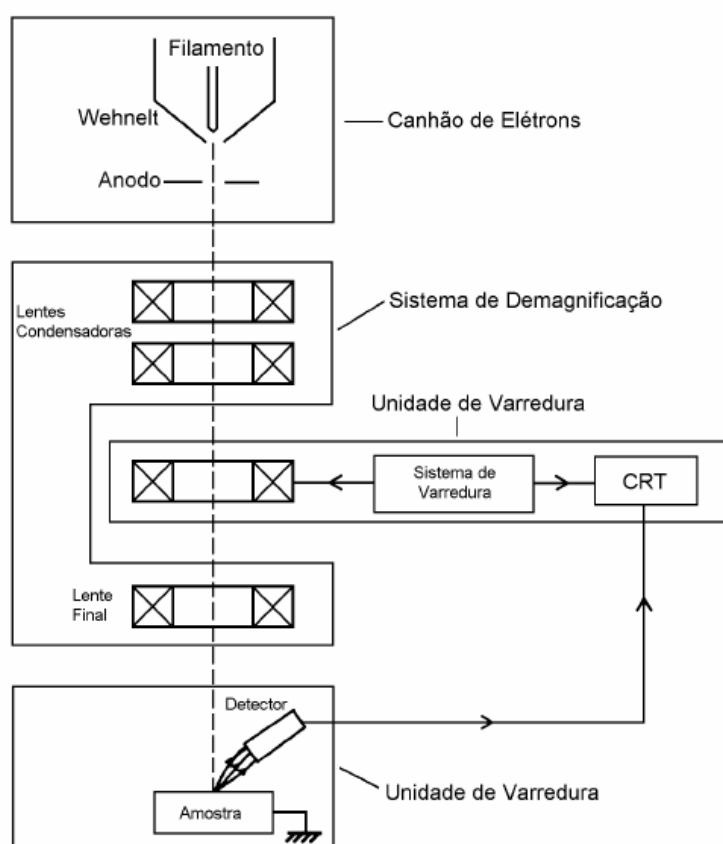 Filamento
Wehnelt
Canhão de Elétrons
Anodo
Lentes
Condensadoras
Sistema de Demagnificação
Unidade de Varredura
Sistema de
Varredura
CRT
Lente
Final
Detector
Amostra
Unidade de Varredura